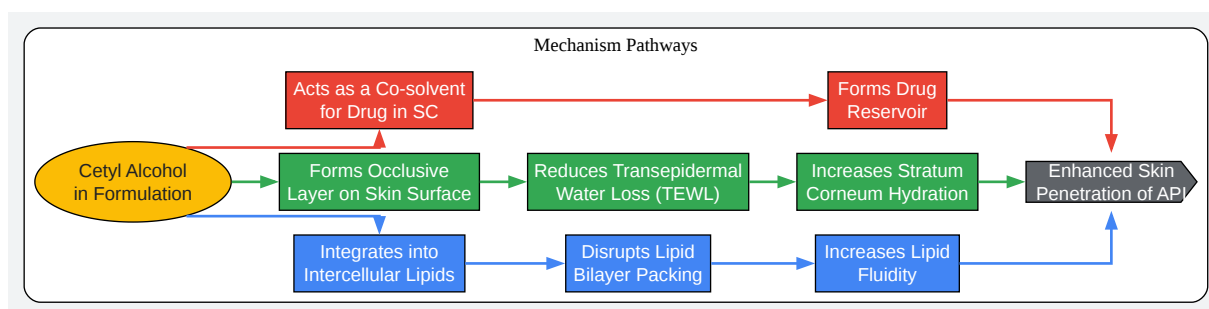 Mechanism Pathways
Acts as a Co-solvent
for Drug in SC
Forms Drug
Reservoir
Cetyl Alcohol
in Formulation
Forms Occlusive
Layer on Skin Surface
Reduces Transepidermal
Water Loss (TEWL)
Increases Stratum
Corneum Hydration
Enhanced Skin
Penetration of API
Integrates into
Intercellular Lipids
Disrupts Lipid
Bilayer Packing
Increases Lipid
Fluidity